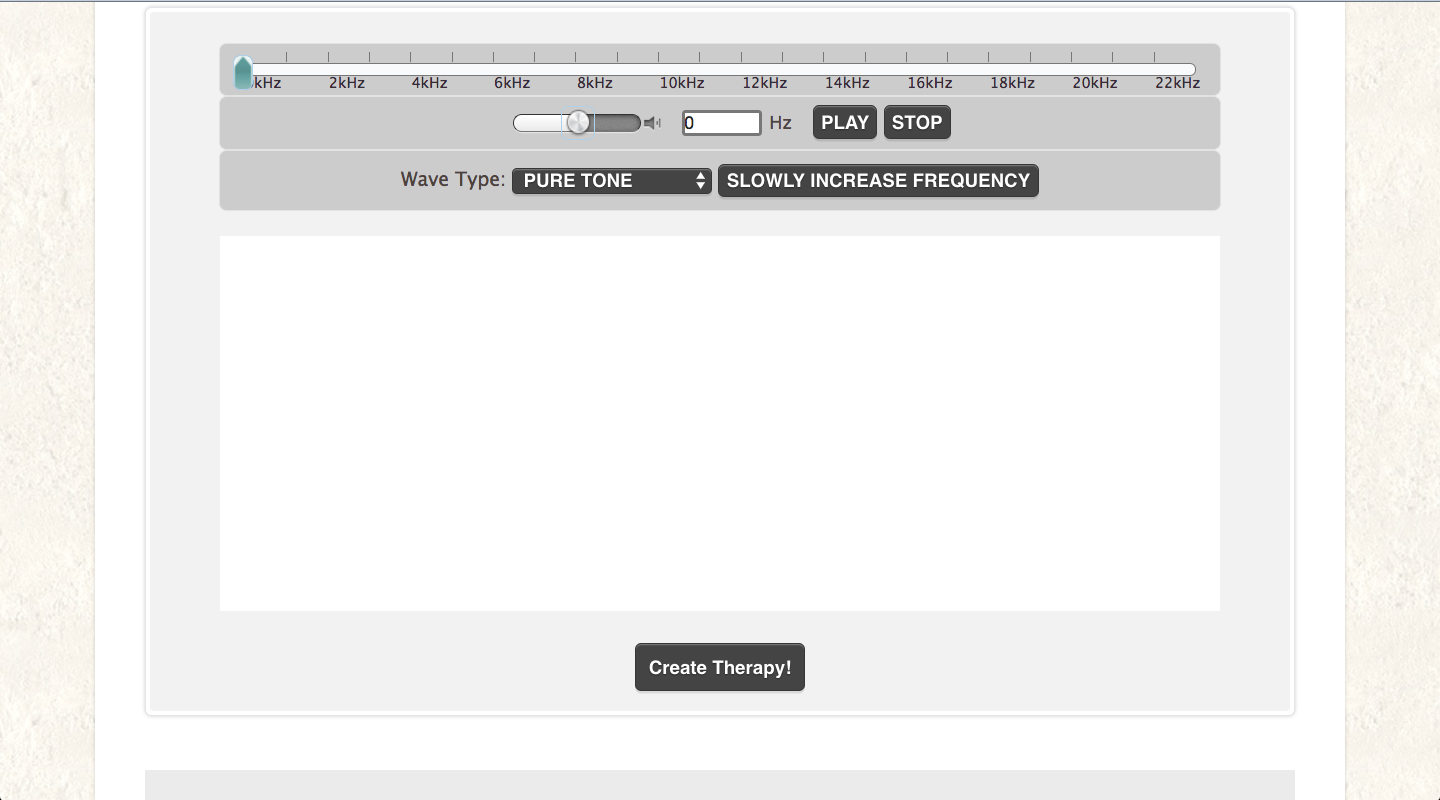 kHz 2kHz 4kHz 6kHz 8kHz 10kHz 12kHz 14kHz 16kHz 18kHz 20kHz 22kHz
0 Hz PLAY STOP
Wave Type: PURE TONE SLOWLY INCREASE FREQUENCY
Create Therapy!